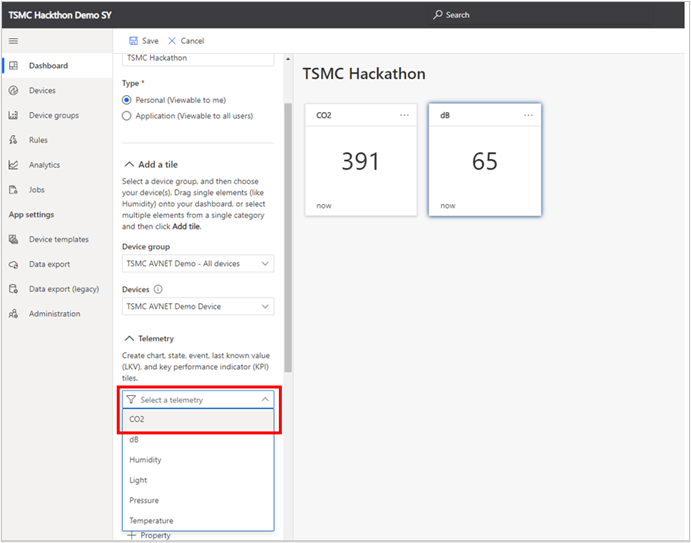 TSMC Hackthon Demo SY
Search
Dashboard
Devices
Device groups
Rules
Analytics
Jobs
App settings
Device templates
Data export
Data export (legacy)
Administration
Save
Cancel
TSMC Hackathon
Type *
Personal (Viewable to me)
Application (Viewable to all users)
Add a tile
Select a device group, and then choose
your device(s). Drag single elements (like
Humidity) onto your dashboard, or select
multiple elements from a single category
and then click Add tile.
Device group
TSMC AVNET Demo - All devices
Devices
TSMC AVNET Demo Device
Telemetry
Create chart, state, event, last known value
(LKV), and key performance indicator (KPI)
tiles.
Select a telemetry
CO2
dB
Humidity
Light
Pressure
Temperature
Property
TSMC Hackathon
CO2
391
now
dB
65
now